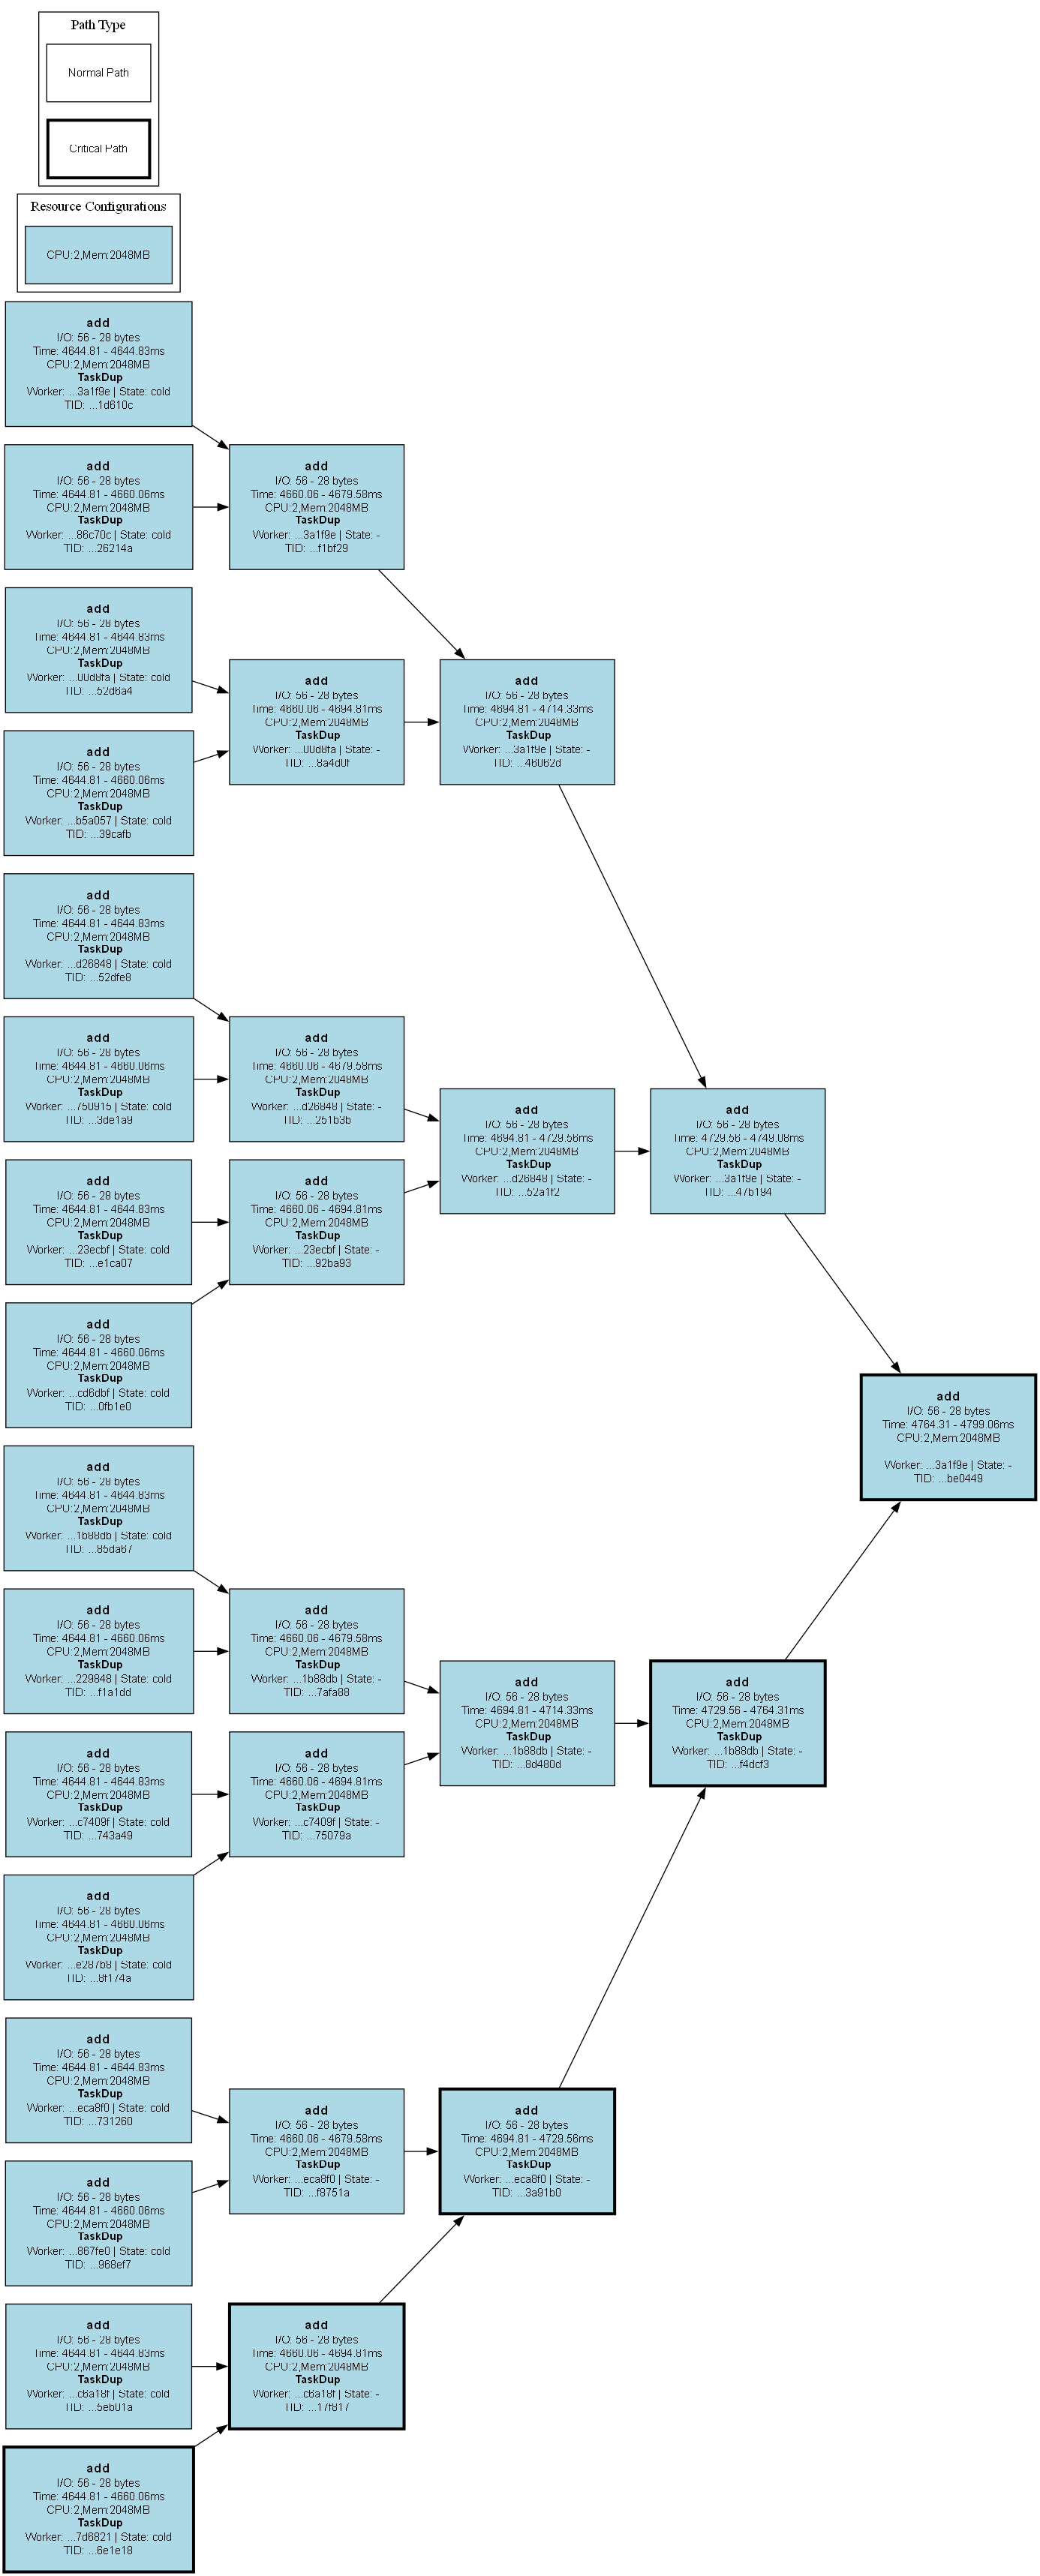 Path Type
Normal Path
Critical Path
Resource Configurations
CPU:2,Mem:2048MB
add
I/O: 56 - 28 bytes
Time: 4644.81 - 4644.83ms
CPU:2,Mem:2048MB
TaskDup
Worker: ...3a1f9e | State: cold
TID: ...1d610c
add
I/O: 56 - 28 bytes
Time: 4644.81 - 4660.06ms
CPU:2,Mem:2048MB
TaskDup
Worker: ...86c70c | State: cold
TID: ...26214a
add
I/O: 56 - 28 bytes
Time: 4660.06 - 4679.58ms
CPU:2,Mem:2048MB
TaskDup
Worker: ...3a1f9e | State: -
TID: ...f1bf29
add
I/O: 56 - 28 bytes
Time: 4644.81 - 4644.83ms
CPU:2,Mem:2048MB
TaskDup
Worker: ...00d8fa | State: cold
TID: ...52d6a4
add
I/O: 56 - 28 bytes
Time: 4660.06 - 4694.81ms
CPU:2,Mem:2048MB
TaskDup
Worker: ...00d8fa | State: -
TID: ...8a4d0f
add
I/O: 56 - 28 bytes
Time: 4694.81 - 4714.33ms
CPU:2,Mem:2048MB
TaskDup
Worker: ...3a1f9e | State: -
TID: ...46062d
add
I/O: 56 - 28 bytes
Time: 4644.81 - 4660.06ms
CPU:2,Mem:2048MB
TaskDup
Worker: ...b5a057 | State: cold
TID: ...39cafb
add
I/O: 56 - 28 bytes
Time: 4644.81 - 4644.83ms
CPU:2,Mem:2048MB
TaskDup
Worker: ...d26848 | State: cold
TID: ...52dfe8
add
I/O: 56 - 28 bytes
Time: 4644.81 - 4660.06ms
CPU:2,Mem:2048MB
TaskDup
Worker: ...750915 | State: cold
TID: ...3de1a9
add
I/O: 56 - 28 bytes
Time: 4660.06 - 4679.58ms
CPU:2,Mem:2048MB
TaskDup
Worker: ...d26848 | State: -
TID: ...251b3b
add
I/O: 56 - 28 bytes
Time: 4694.81 - 4729.56ms
CPU:2,Mem:2048MB
TaskDup
Worker: ...d26848 | State: -
TID: ...52a1f2
add
I/O: 56 - 28 bytes
Time: 4729.56 - 4749.08ms
CPU:2,Mem:2048MB
TaskDup
Worker: ...3a1f9e | State: -
TID: ...47b194
add
I/O: 56 - 28 bytes
Time: 4644.81 - 4644.83ms
CPU:2,Mem:2048MB
TaskDup
Worker: ...23ecbf | State: cold
TID: ...e1ca07
add
I/O: 56 - 28 bytes
Time: 4660.06 - 4694.81ms
CPU:2,Mem:2048MB
TaskDup
Worker: ...23ecbf | State: -
TID: ...92ba93
add
I/O: 56 - 28 bytes
Time: 4644.81 - 4660.06ms
CPU:2,Mem:2048MB
TaskDup
Worker: ...cd6dbf | State: cold
TID: ...0fb1e0
add
I/O: 56 - 28 bytes
Time: 4764.31 - 4799.06ms
CPU:2,Mem:2048MB
Worker: ...3a1f9e | State: -
TID: ...be0449
add
I/O: 56 - 28 bytes
Time: 4644.81 - 4644.83ms
CPU:2,Mem:2048MB
TaskDup
Worker: ...1b88db | State: cold
TID: ...85da67
add
I/O: 56 - 28 bytes
Time: 4644.81 - 4660.06ms
CPU:2,Mem:2048MB
TaskDup
Worker: ...229848 | State: cold
TID: ...f1a1dd
add
I/O: 56 - 28 bytes
Time: 4660.06 - 4679.58ms
CPU:2,Mem:2048MB
TaskDup
Worker: ...1b88db | State: -
TID: ...7afa88
add
I/O: 56 - 28 bytes
Time: 4694.81 - 4714.33ms
CPU:2,Mem:2048MB
TaskDup
Worker: ...1b88db | State: -
TID: ...8d480d
add
I/O: 56 - 28 bytes
Time: 4729.56 - 4764.31ms
CPU:2,Mem:2048MB
TaskDup
Worker: ...1b88db | State: -
TID: ...f4dcf3
add
I/O: 56 - 28 bytes
Time: 4644.81 - 4644.83ms
CPU:2,Mem:2048MB
TaskDup
Worker: ...c7409f | State: cold
TID: ...743a49
add
I/O: 56 - 28 bytes
Time: 4660.06 - 4694.81ms
CPU:2,Mem:2048MB
TaskDup
Worker: ...c7409f | State: -
TID: ...75079a
add
I/O: 56 - 28 bytes
Time: 4644.81 - 4660.06ms
CPU:2,Mem:2048MB
TaskDup
Worker: ...e287b8 | State: cold
TID: ...8f174a
add
I/O: 56 - 28 bytes
Time: 4644.81 - 4644.83ms
CPU:2,Mem:2048MB
TaskDup
Worker: ...eca8f0 | State: cold
TID: ...731260
add
I/O: 56 - 28 bytes
Time: 4660.06 - 4679.58ms
CPU:2,Mem:2048MB
TaskDup
Worker: ...eca8f0 | State: -
TID: ...f8751a
add
I/O: 56 - 28 bytes
Time: 4694.81 - 4729.56ms
CPU:2,Mem:2048MB
TaskDup
Worker: ...eca8f0 | State: -
TID: ...3a91b0
add
I/O: 56 - 28 bytes
Time: 4644.81 - 4660.06ms
CPU:2,Mem:2048MB
TaskDup
Worker: ...867fe0 | State: cold
TID: ...968ef7
add
I/O: 56 - 28 bytes
Time: 4644.81 - 4644.83ms
CPU:2,Mem:2048MB
TaskDup
Worker: ...c6a18f | State: cold
TID: ...5eb01a
add
I/O: 56 - 28 bytes
Time: 4660.06 - 4694.81ms
CPU:2,Mem:2048MB
TaskDup
Worker: ...c6a18f | State: -
TID: ...17f817
add
I/O: 56 - 28 bytes
Time: 4644.81 - 4660.06ms
CPU:2,Mem:2048MB
TaskDup
Worker: ...7d6821 | State: cold
TID: ...6e1e18